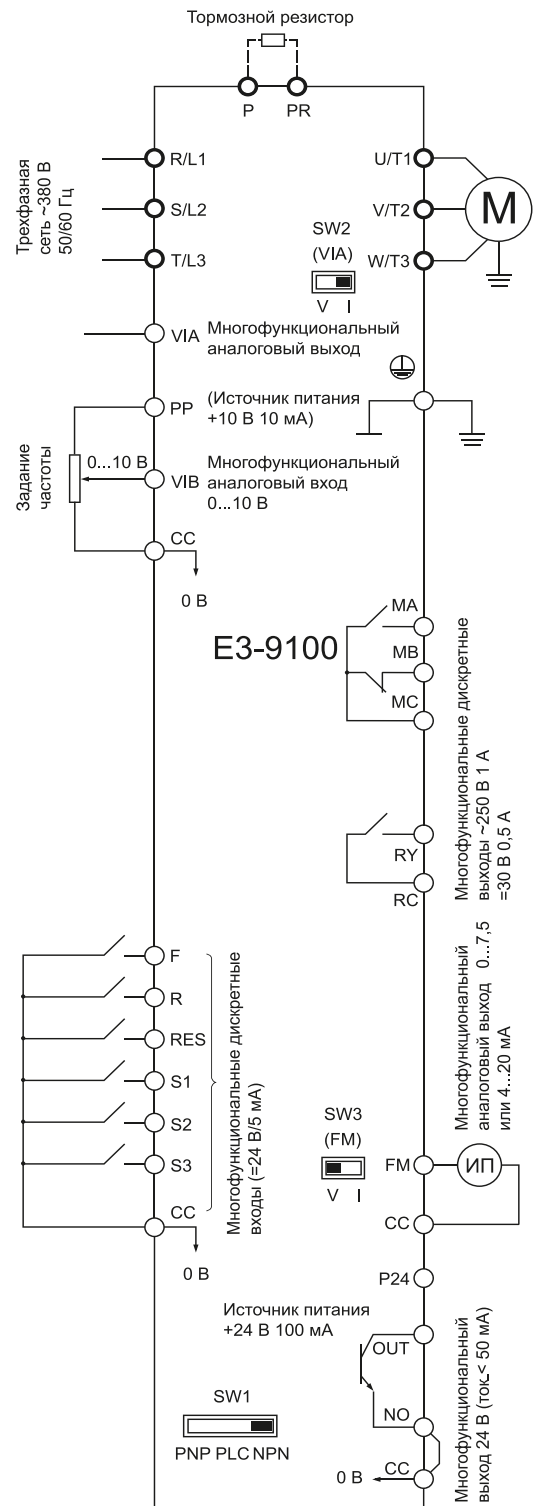 Тормозной резистор
P
PR
Трехфазная
сеть ~380 В
50/60 Гц
R/L1
S/L2
T/L3
U/T1
V/T2
W/T3
M
SW2
(VIA)
V I
VIA
Многофункциональный
аналоговый выход
PP
(Источник питания
+10 В 10 мА)
Задание
частоты
0...10 В
VIB
Многофункциональный
аналоговый вход
0...10 В
CC
0 В
E3-9100
MA
MB
MC
RY
RC
Многофункциональные дискретные
выходы ~250 В 1 А
=30 В 0,5 А
F
R
RES
S1
S2
S3
CC
0 В
Многофункциональные дискретные
входы (=24 В/5 мА)
Многофункциональный
аналоговый выход 0...7,5
или 4...20 мА
SW3
(FM)
V I
FM
ИП
CC
P24
Источник питания
+24 В 100 мА
OUT
NO
CC
0 В
Многофункциональный
выход 24 В (ток_< 50 мА)
SW1
PNP PLC NPN